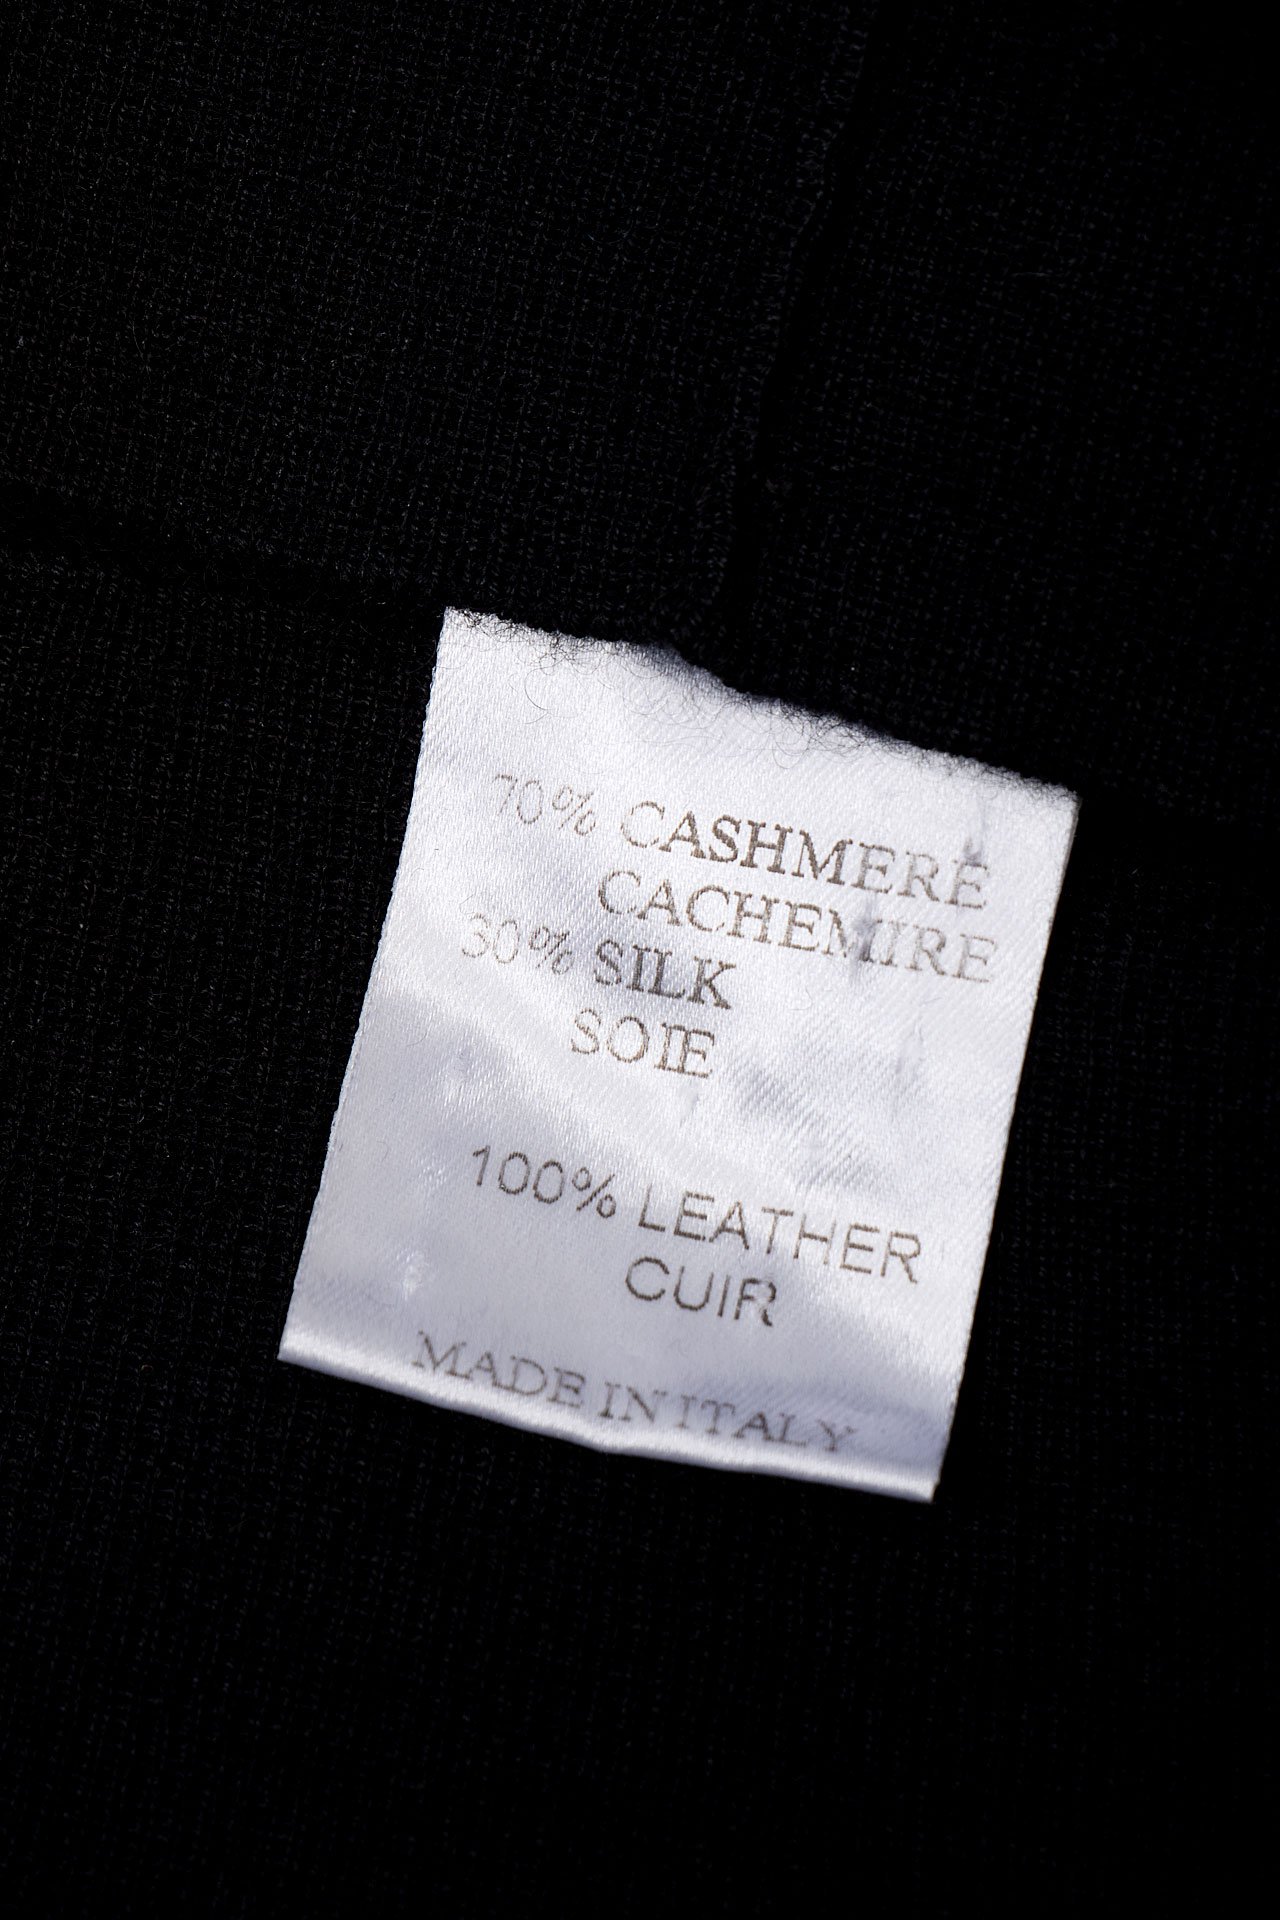 70% CASHMERE
CACHEMIRE
30% SILK
SOIE
100% LEATHER
CUIR
MADE IN ITALY